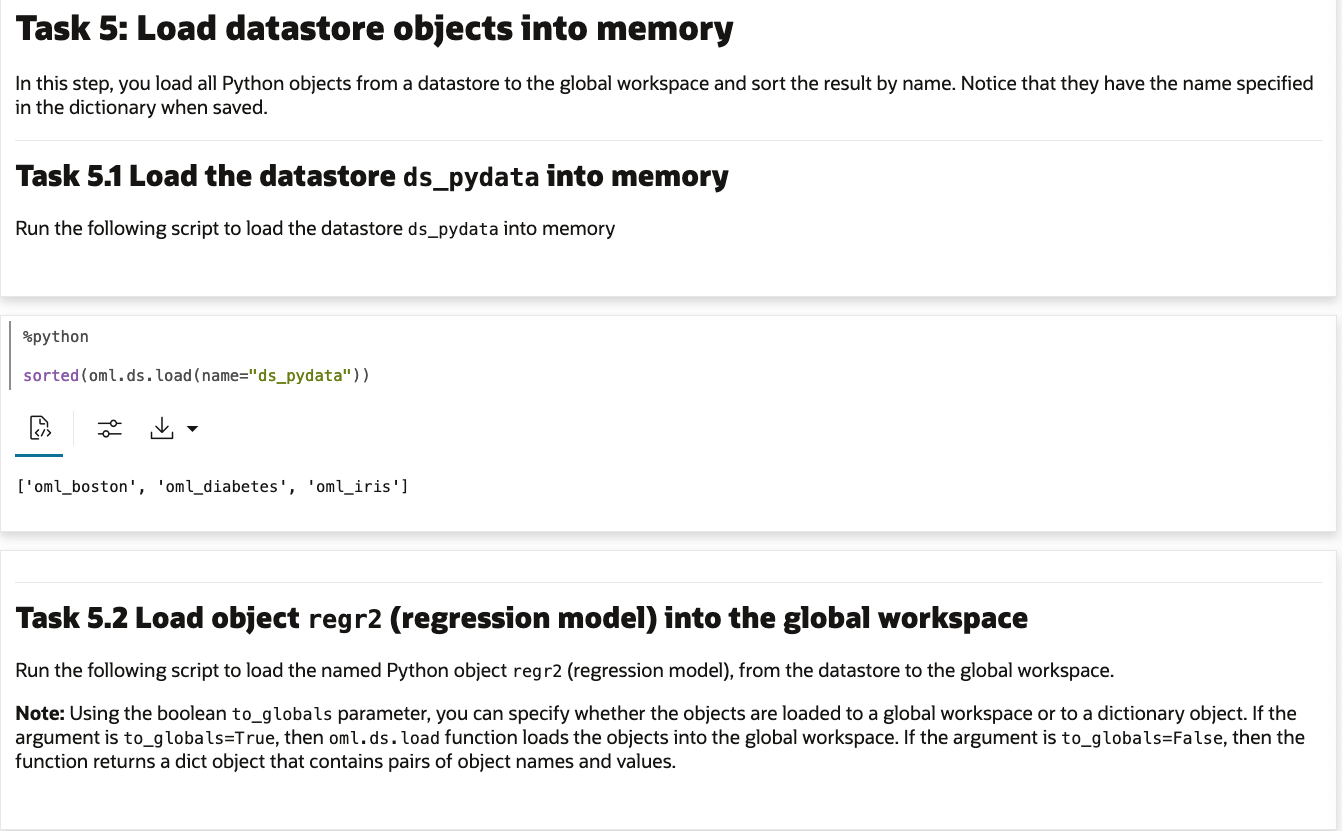 Task 5: Load datastore objects into memory
In this step, you load all Python objects from a datastore to the global workspace and sort the result by name. Notice that they have the name specified
in the dictionary when saved.
Task 5.1 Load the datastore ds_pydata into memory
Run the following script to load the datastore ds_pydata into memory
%python
sorted(oml.ds.load(name="ds_pydata"))
['oml_boston', 'oml_diabetes', 'oml_iris']
Task 5.2 Load object regr2 (regression model) into the global workspace
Run the following script to load the named Python object regr2 (regression model), from the datastore to the global workspace.
Note: Using the boolean to_globals parameter, you can specify whether the objects are loaded to a global workspace or to a dictionary object. If the
argument is to_globals=True, then oml.ds.load function loads the objects into the global workspace. If the argument is to_globals=False, then the
function returns a dict object that contains pairs of object names and values.